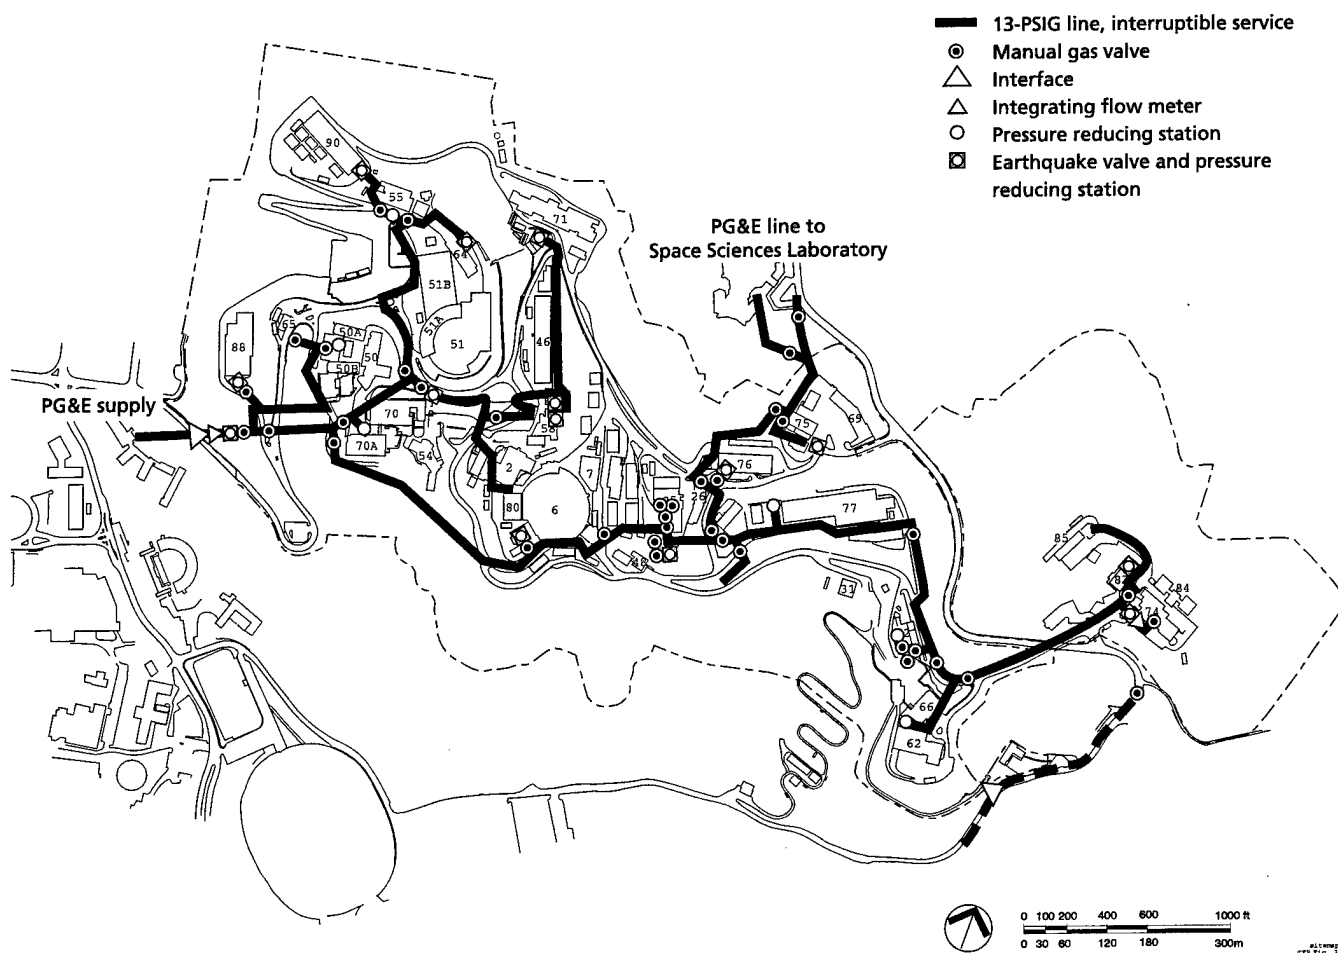 13-PSIG line, interruptible service
Manual gas valve
Interface
Integrating flow meter
Pressure reducing station
Earthquake valve and pressure
reducing station
PG&E line to
Space Sciences Laboratory
PG&E supply
90
55
71
64
51B
51A
51
65
50A
50
50B
88
46
70
70A
54
58
2
80
6
7
26
76
75
69
77
48
31
85
82
84
74
66
62
0 100 200 400 600 1000 ft
0 30 60 120 180 300m